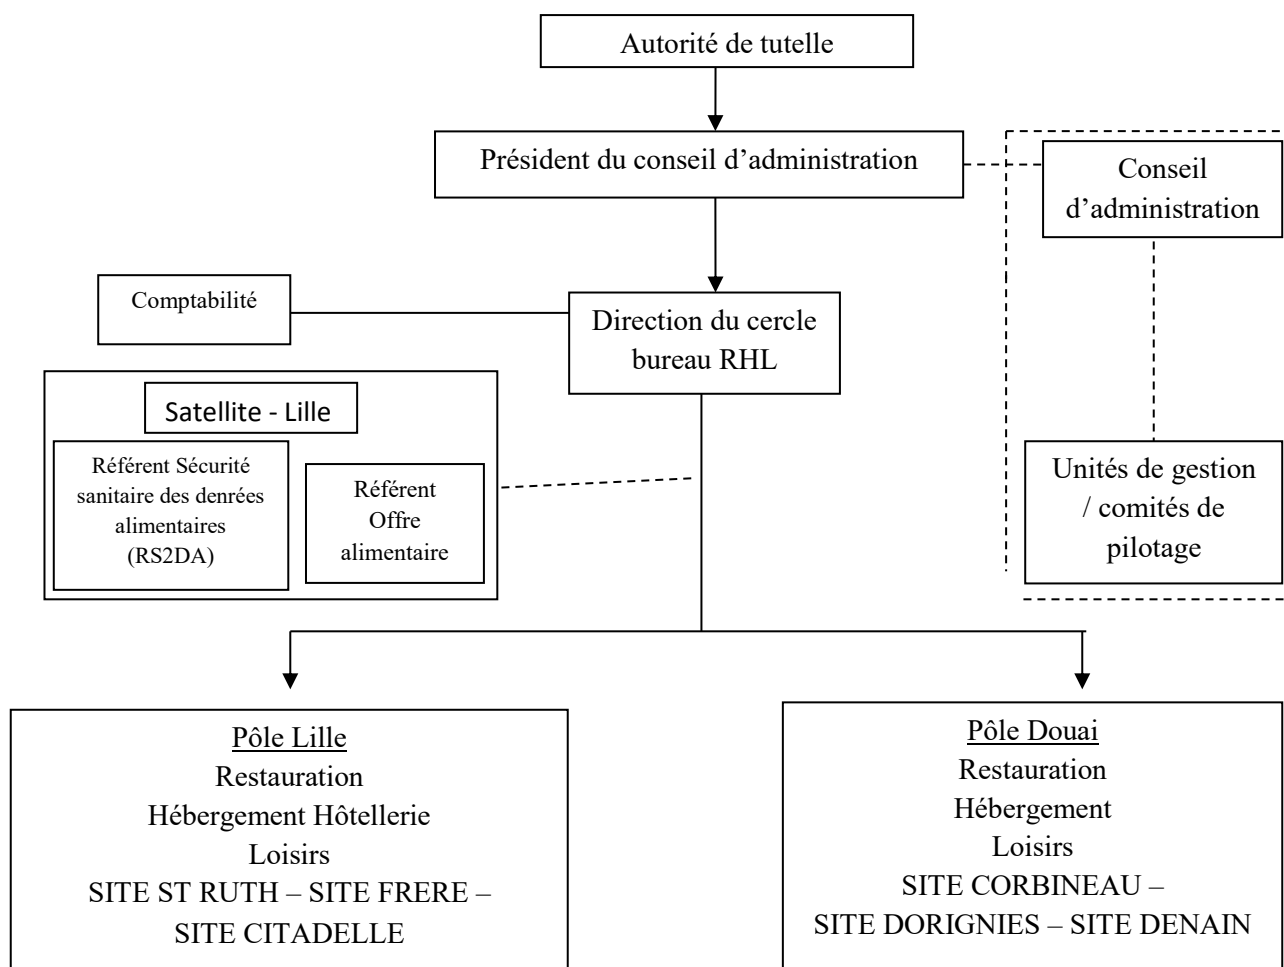 Autorité de tutelle
Président du conseil d’administration
Conseil
d’administration
Comptabilité
Direction du cercle
bureau RHL
Satellite - Lille
Référent Sécurité
sanitaire des denrées
alimentaires
(RS2DA)
Référent
Offre
alimentaire
Unités de gestion
/ comités de
pilotage
Pôle Lille
Restauration
Hébergement Hôtellerie
Loisirs
SITE ST RUTH – SITE FRERE –
SITE CITADELLE
Pôle Douai
Restauration
Hébergement
Loisirs
SITE CORBINEAU –
SITE DORIGNIES – SITE DENAIN